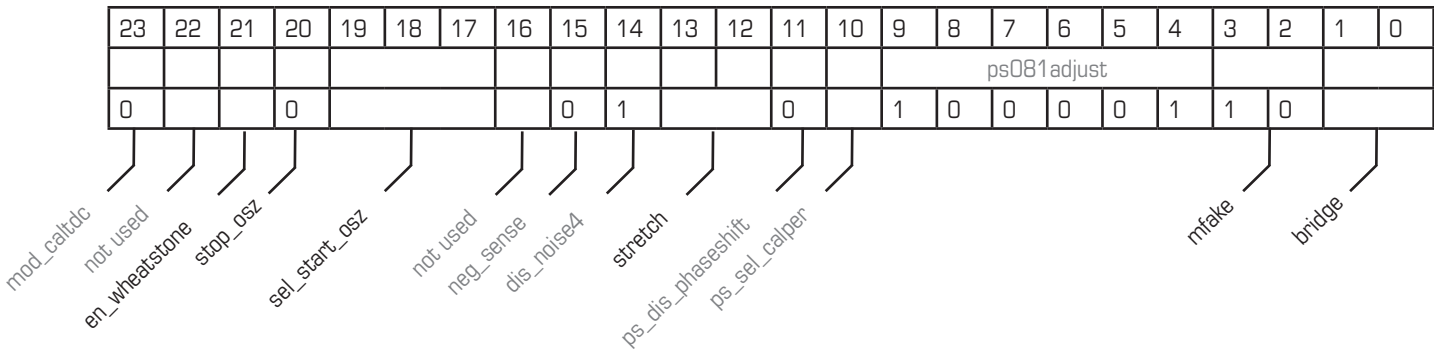 23 22 21 20 19 18 17 16 15 14 13 12 11 10 9 8 7 6 5 4 3 2 1 0
ps081adjust
0 0 0 1 0 1 0 0 0 0 1 1 0
mod_caltdc
not used
en_wheatstone
stop_osz
sel_start_osz
not used
neg_sense
dis_noise4
stretch
ps_dis_phaseshift
ps_sel_calper
mfake
bridge